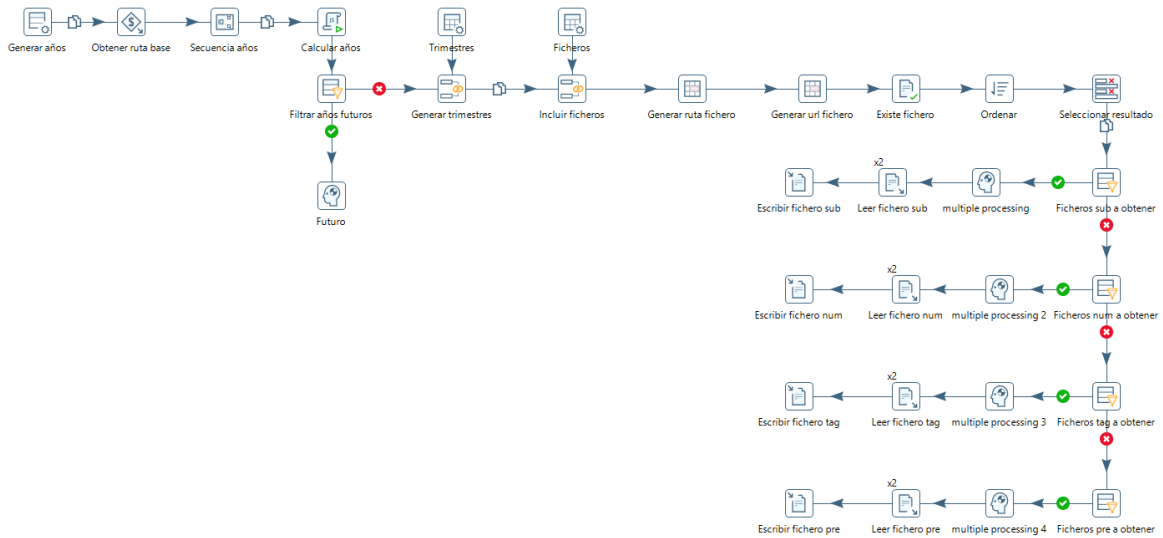 Generar años
Obtener ruta base
Secuencia años
Calcular años
Trimestres
Ficheros
Filtrar años futuros
Generar trimestres
Incluir ficheros
Generar ruta fichero
Generar url fichero
Existe fichero
Ordenar
Seleccionar resultado
Futuro
x2
Escribir fichero sub
Leer fichero sub
multiple processing
Ficheros sub a obtener
x2
Escribir fichero num
Leer fichero num
multiple processing 2
Ficheros num a obtener
x2
Escribir fichero tag
Leer fichero tag
multiple processing 3
Ficheros tag a obtener
x2
Escribir fichero pre
Leer fichero pre
multiple processing 4
Ficheros pre a obtener